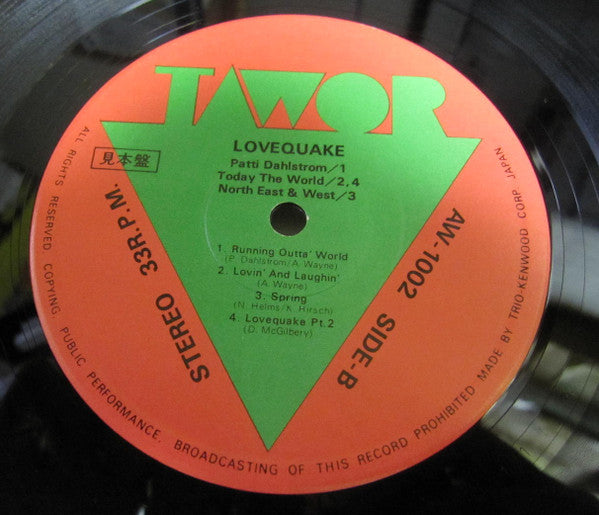 TAWOR
LOVEQUAKE
Patti Dahlstrom/1
Today The World/2,4
North East & West/3
見本盤
1. Running Outta' World
(P. Dahlstrom/A. Wayne)
2. Lovin' And Laughin'
(A. Wayne)
3. Spring
(N. Helms/K. Hirsch)
4. Lovequake Pt.2
(D. McGilbery)
STEREO 33R.P.M.
AW-1002 SIDE-B
ALL RIGHTS RESERVED COPYING, PUBLIC PERFORMANCE, BROADCASTING OF THIS RECORD PROHIBITED MADE BY TRIO-KENWOOD CORP JAPAN